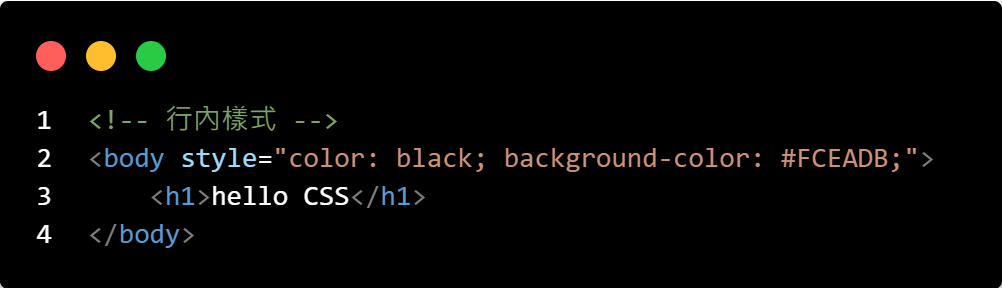 1 <!-- 行內樣式 -->
2 <body style="color: black; background-color: #FCEADB;">
3     <h1>hello CSS</h1>
4 </body>